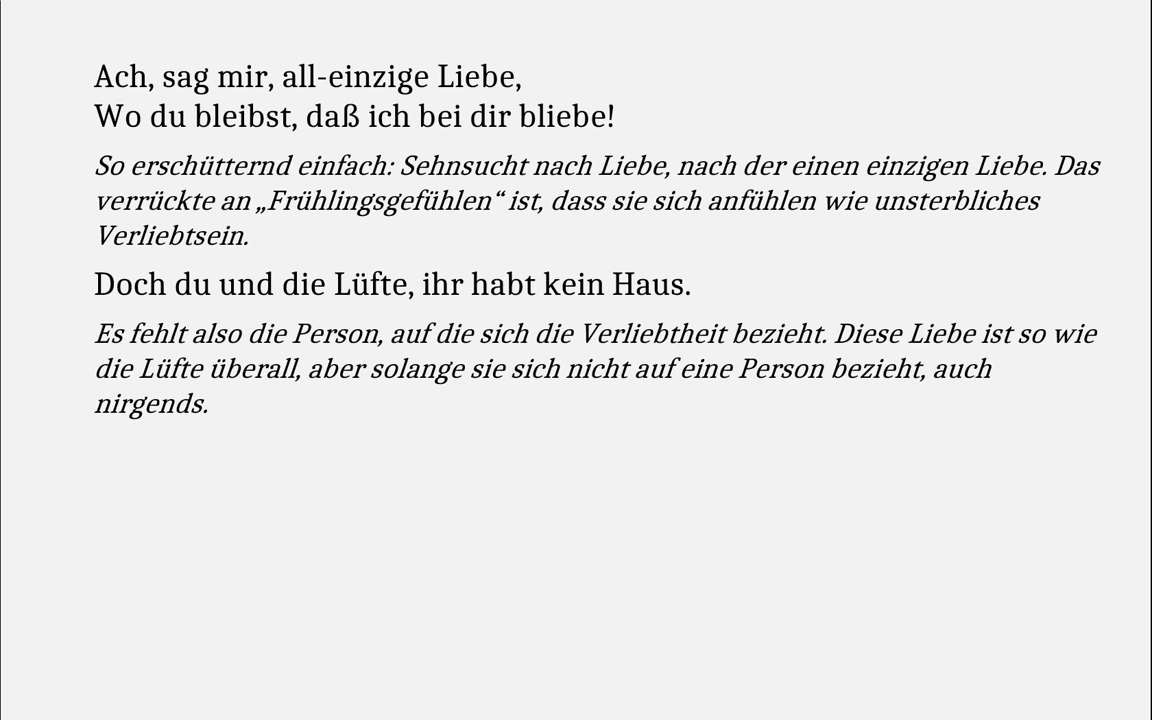 Ach, sag mir, all-einzige Liebe,
Wo du bleibst, daß ich bei dir bliebe!
So erschütternd einfach: Sehnsucht nach Liebe, nach der einen einzigen Liebe. Das
verrückte an „Frühlingsgefühlen“ ist, dass sie sich anfühlen wie unsterbliches
Verliebtsein.
Doch du und die Lüfte, ihr habt kein Haus.
Es fehlt also die Person, auf die sich die Verliebtheit bezieht. Diese Liebe ist so wie
die Lüfte überall, aber solange sie sich nicht auf eine Person bezieht, auch
nirgends.